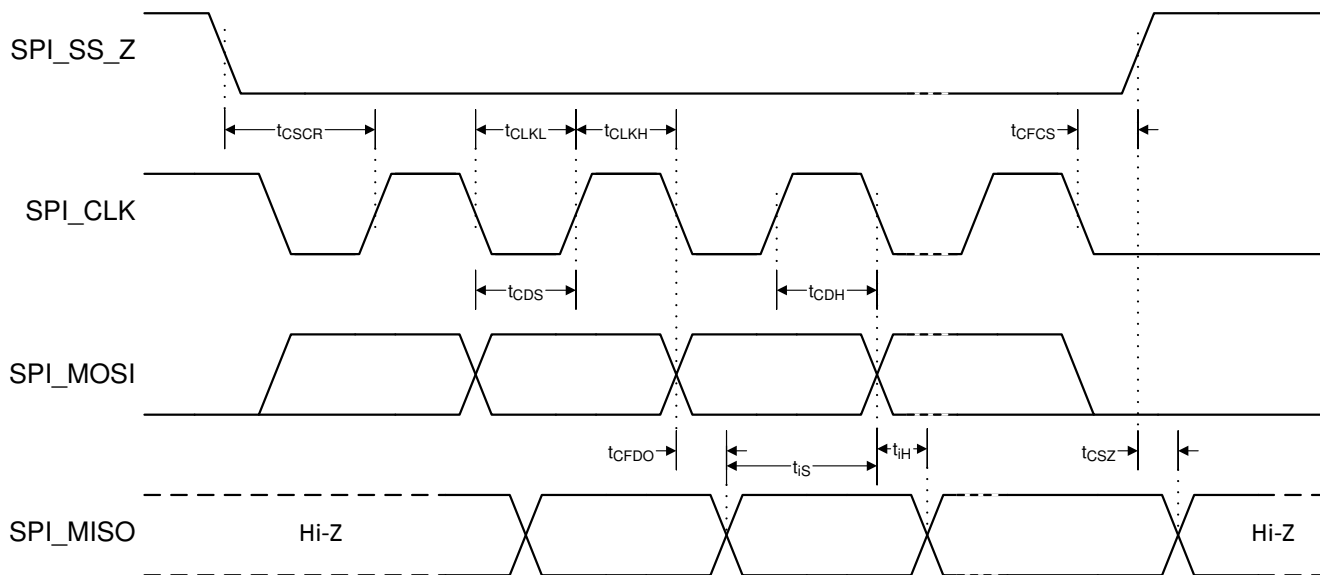 SPI_SS_Z
tCSCR
tCLKL
tCLKH
tCFCS
SPI_CLK
tCDS
tCDH
SPI_MOSI
tCFDO
tiS
tiH
tCSZ
SPI_MISO
Hi-Z
Hi-Z